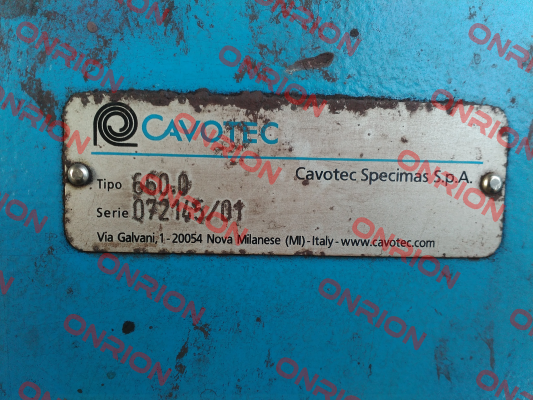 CAVOTEC
Cavotec Specimas S.p.A.
Tipo 660.0
Serie 072145/01
Via Galvani,1 - 20054 Nova Milanese (MI) - Italy - www.cavotec.com
ONRION